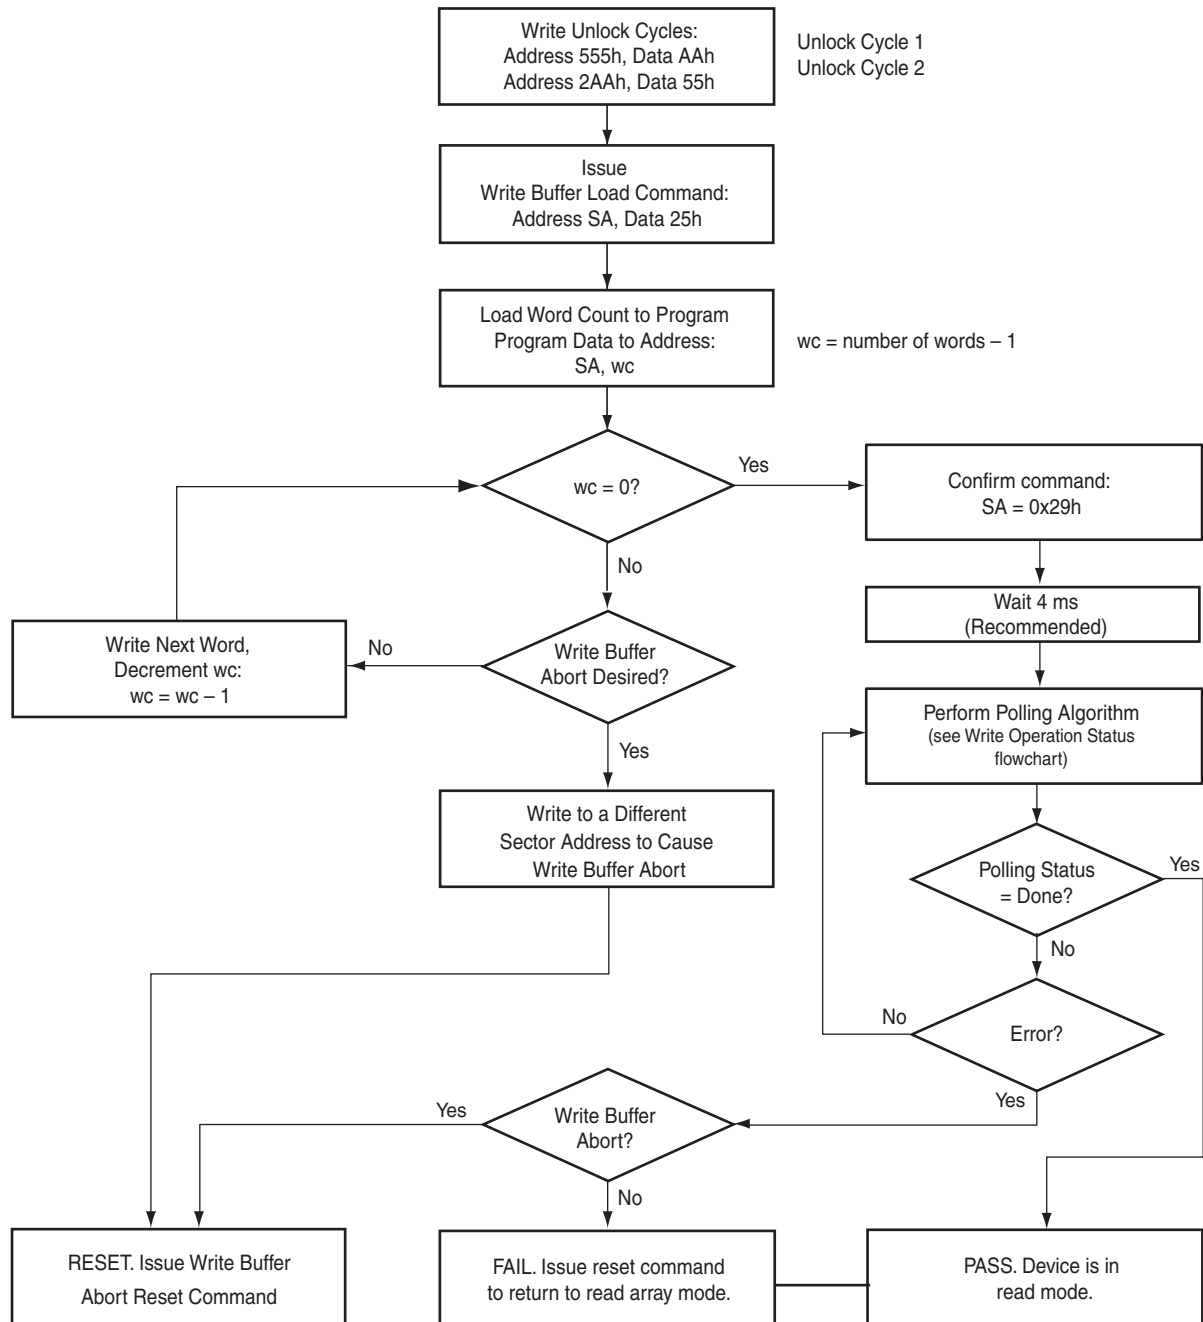 Write Unlock Cycles:
Address 555h, Data AAh
Address 2AAh, Data 55h
Unlock Cycle 1
Unlock Cycle 2
Issue
Write Buffer Load Command:
Address SA, Data 25h
Load Word Count to Program
Program Data to Address:
SA, wc
wc = number of words – 1
wc = 0?
Yes
Confirm command:
SA = 0x29h
No
Wait 4 ms
(Recommended)
Write Buffer
Abort Desired?
No
Write Next Word,
Decrement wc:
wc = wc – 1
Yes
Perform Polling Algorithm
(see Write Operation Status
flowchart)
Write to a Different
Sector Address to Cause
Write Buffer Abort
Polling Status
= Done?
Yes
No
Error?
No
Yes
Write Buffer
Abort?
Yes
No
RESET. Issue Write Buffer
Abort Reset Command
FAIL. Issue reset command
to return to read array mode.
PASS. Device is in
read mode.